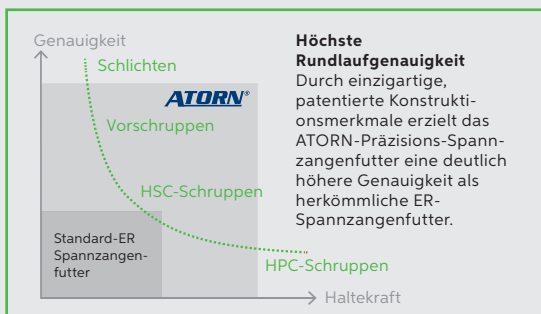 Genauigkeit
Schlichten
ATORN®
Vorschruppen
HSC-Schruppen
Standard-ER
Spannzangen-
futter
HPC-Schruppen
Haltekraft
Höchste
Rundlaufgenauigkeit
Durch einzigartige,
patentierte Konstrukti-
onsmerkmale erzielt das
ATORN-Präzisions-Spann-
zangenfutter eine deutlich
höhere Genauigkeit als
herkömmliche ER-
Spannzangenfutter.